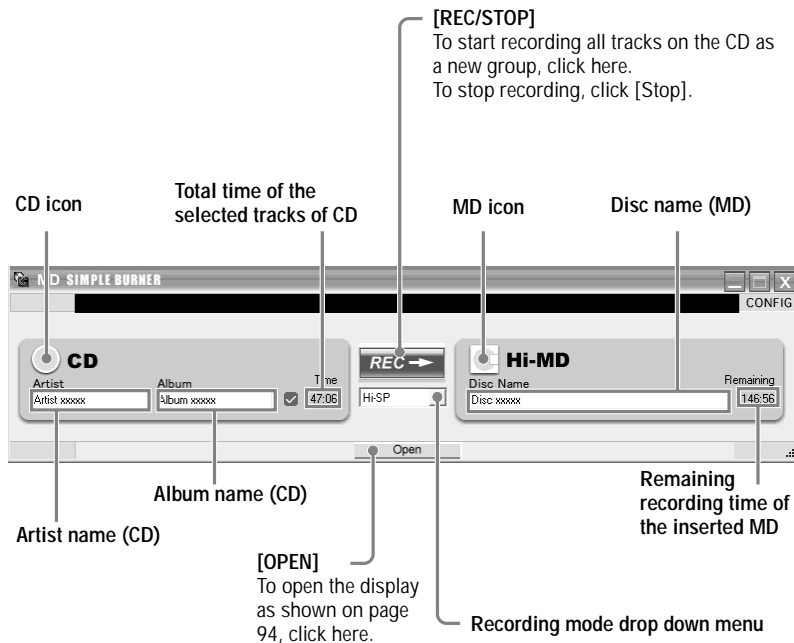 [REC/STOP]
To start recording all tracks on the CD as
a new group, click here.
To stop recording, click [Stop].
CD icon
Total time of the
selected tracks of CD
MD icon
Disc name (MD)
MD SIMPLE BURNER
CONFIG
CD
Artist
Album
Time
Artist xxxxx
Album xxxxx
47:06
REC
Hi-SP
Hi-MD
Disc Name
Remaining
Disc xxxxx
146:56
Open
Album name (CD)
Artist name (CD)
[OPEN]
To open the display
as shown on page
94, click here.
Recording mode drop down menu
Remaining
recording time of
the inserted MD